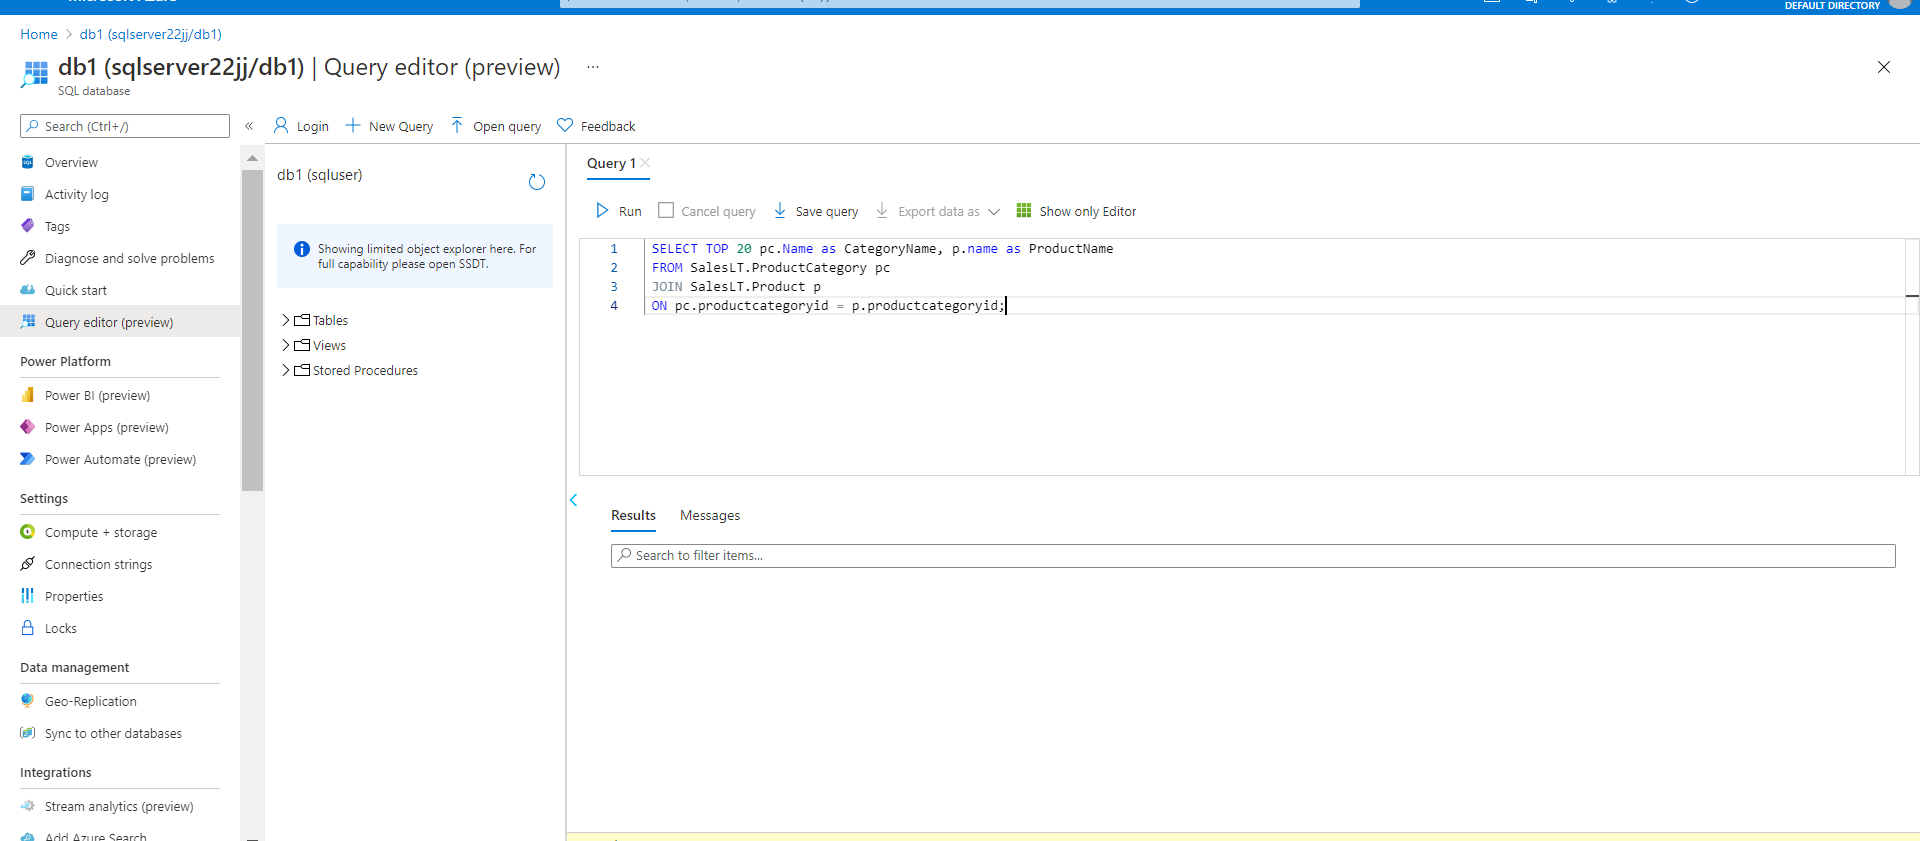 DEFAULT DIRECTORY
Home > db1 (sqlserver22jj/db1)
db1 (sqlserver22jj/db1) | Query editor (preview) ...
SQL database
Search (Ctrl+/)
«
Login
New Query
Open query
Feedback
Overview
Activity log
Tags
Diagnose and solve problems
Quick start
Query editor (preview)
Power Platform
Power BI (preview)
Power Apps (preview)
Power Automate (preview)
Settings
Compute + storage
Connection strings
Properties
Locks
Data management
Geo-Replication
Sync to other databases
Integrations
Stream analytics (preview)
Add Azure Search
db1 (sqluser)
Showing limited object explorer here. For
full capability please open SSDT.
Tables
Views
Stored Procedures
Query 1
Run
Cancel query
Save query
Export data as
Show only Editor
1 SELECT TOP 20 pc.Name as CategoryName, p.name as ProductName
2 FROM SalesLT.ProductCategory pc
3 JOIN SalesLT.Product p
4 ON pc.productcategoryid = p.productcategoryid;
Results
Messages
Search to filter items...